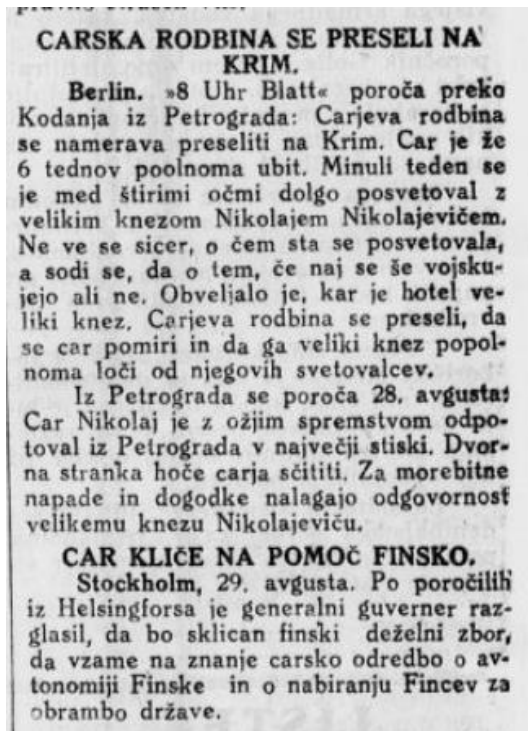 CARSKA RODBINA SE PRESELI NA
KRIM.
Berlin. »8 Uhr Blatt« poroča preko
Kodanja iz Petrograda: Carjeva rodbina
se namerava preseliti na Krim. Car je že
6 tednov poolnoma ubit. Minuli teden se
je med štirimi očmi dolgo posvetoval z
velikim knezom Nikolajem Nikolajevičem.
Ne ve se sicer, o čem sta se posvetovala,
a sodi se, da o tem, če naj se še vojsku-
jejo ali ne. Obveljalo je, kar je hotel ve-
liki knez. Carjeva rodbina se preseli, da
se car pomiri in da ga veliki knez popol-
noma loči od njegovih svetovalcev.
Iz Petrograda se poroča 28. avgusta:
Car Nikolaj je z ožjim spremstvom odpo-
toval iz Petrograda v največji stiski. Dvor-
na stranka hoče carja sčititi. Za morebitne
napade in dogodke nalagajo odgovornost
velikemu knezu Nikolajeviču.
CAR KLIČE NA POMOČ FINSKO.
Stockholm, 29. avgusta. Po poročilih
iz Helsingforsa je generalni guverner raz-
glasil, da bo sklican finski deželni zbor,
da vzame na znanje carsko odredbo o av-
tonomiji Finske in o nabiranju Fincev za
obrambo države.